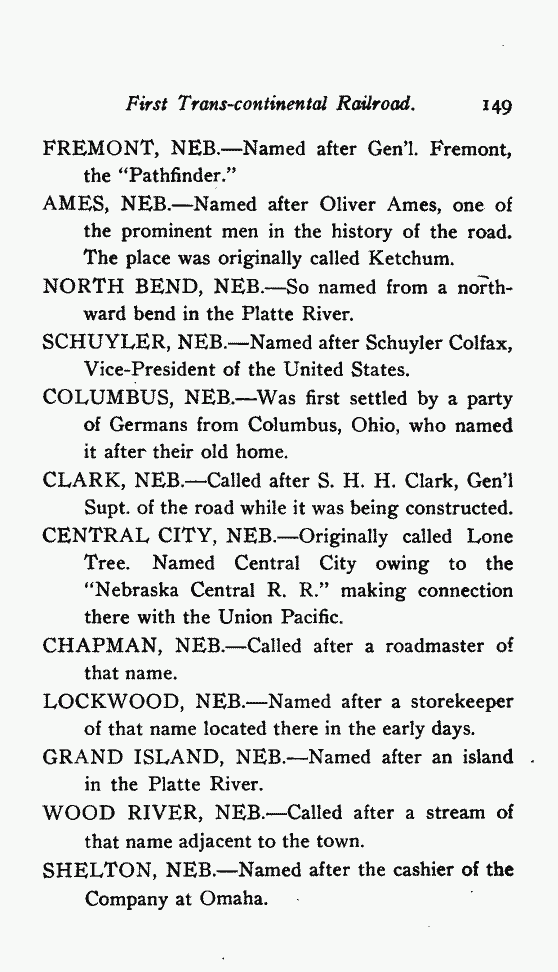 First Trans-continental Railroad. 149
FREMONT, NEB.—Named after Gen'l. Fremont,
the "Pathfinder."
AMES, NEB.—Named after Oliver Ames, one of
the prominent men in the history of the road.
The place was originally called Ketchum.
NORTH BEND, NEB.—So named from a north-
ward bend in the Platte River.
SCHUYLER, NEB.—Named after Schuyler Colfax,
Vice-President of the United States.
COLUMBUS, NEB.—Was first settled by a party
of Germans from Columbus, Ohio, who named
it after their old home.
CLARK, NEB.—Called after S. H. H. Clark, Gen'l
Supt. of the road while it was being constructed.
CENTRAL CITY, NEB.—Originally called Lone
Tree. Named Central City owing to the
"Nebraska Central R. R." making connection
there with the Union Pacific.
CHAPMAN, NEB.—Called after a roadmaster of
that name.
LOCKWOOD, NEB.—Named after a storekeeper
of that name located there in the early days.
GRAND ISLAND, NEB.—Named after an island
in the Platte River.
WOOD RIVER, NEB.—Called after a stream of
that name adjacent to the town.
SHELTON, NEB.—Named after the cashier of the
Company at Omaha.